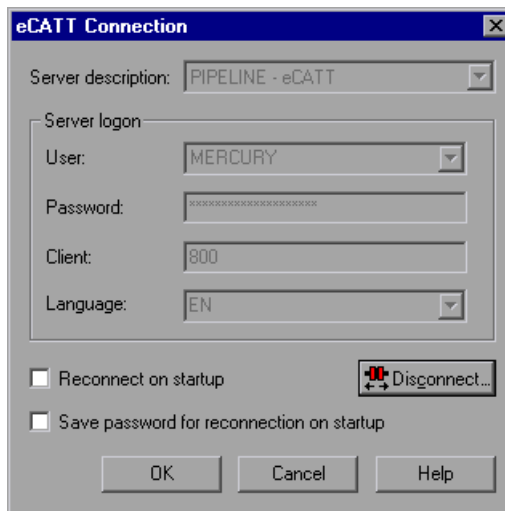 eCATT Connection
Server description: PIPELINE - eCATT
Server logon
User: MERCURY
Password: ********************
Client: 800
Language: EN
Reconnect on startup Disconnect...
Save password for reconnection on startup
OK Cancel Help